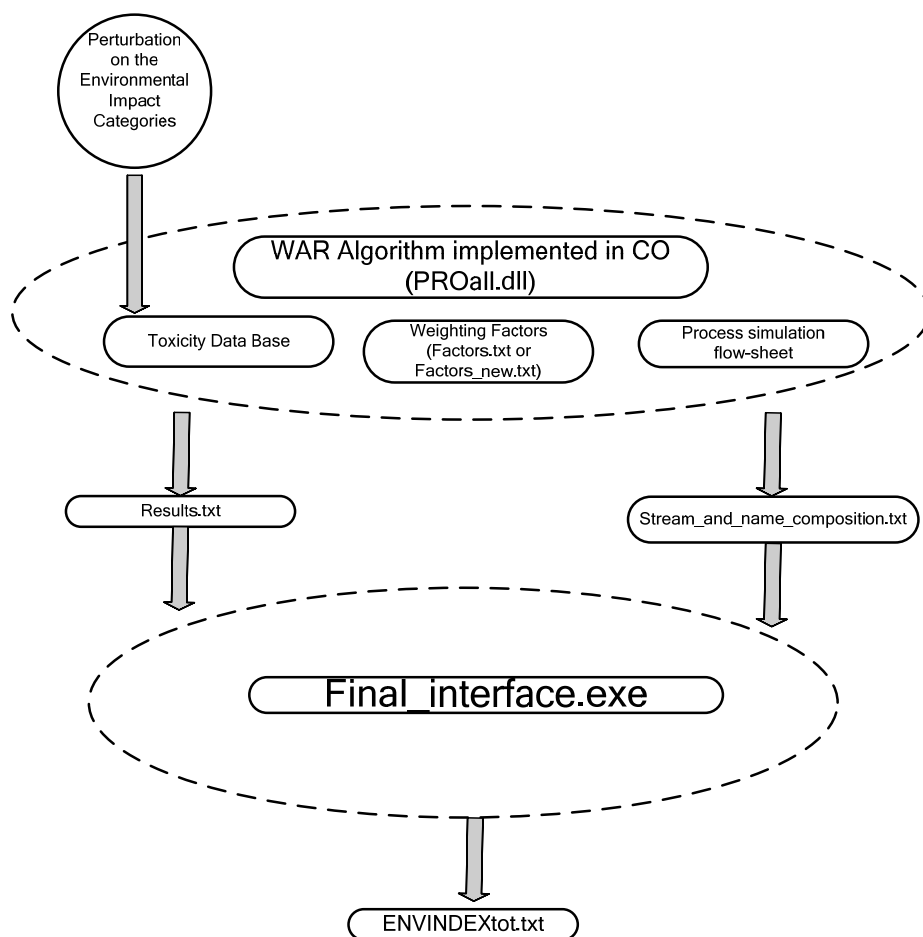 Perturbation
on the
Environmental
Impact
Categories
WAR Algorithm implemented in CO
(PROall.dll)
Toxicity Data Base
Weighting Factors
(Factors.txt or
Factors_new.txt)
Process simulation
flow-sheet
Results.txt
Stream_and_name_composition.txt
Final_interface.exe
ENVINDEXtot.txt